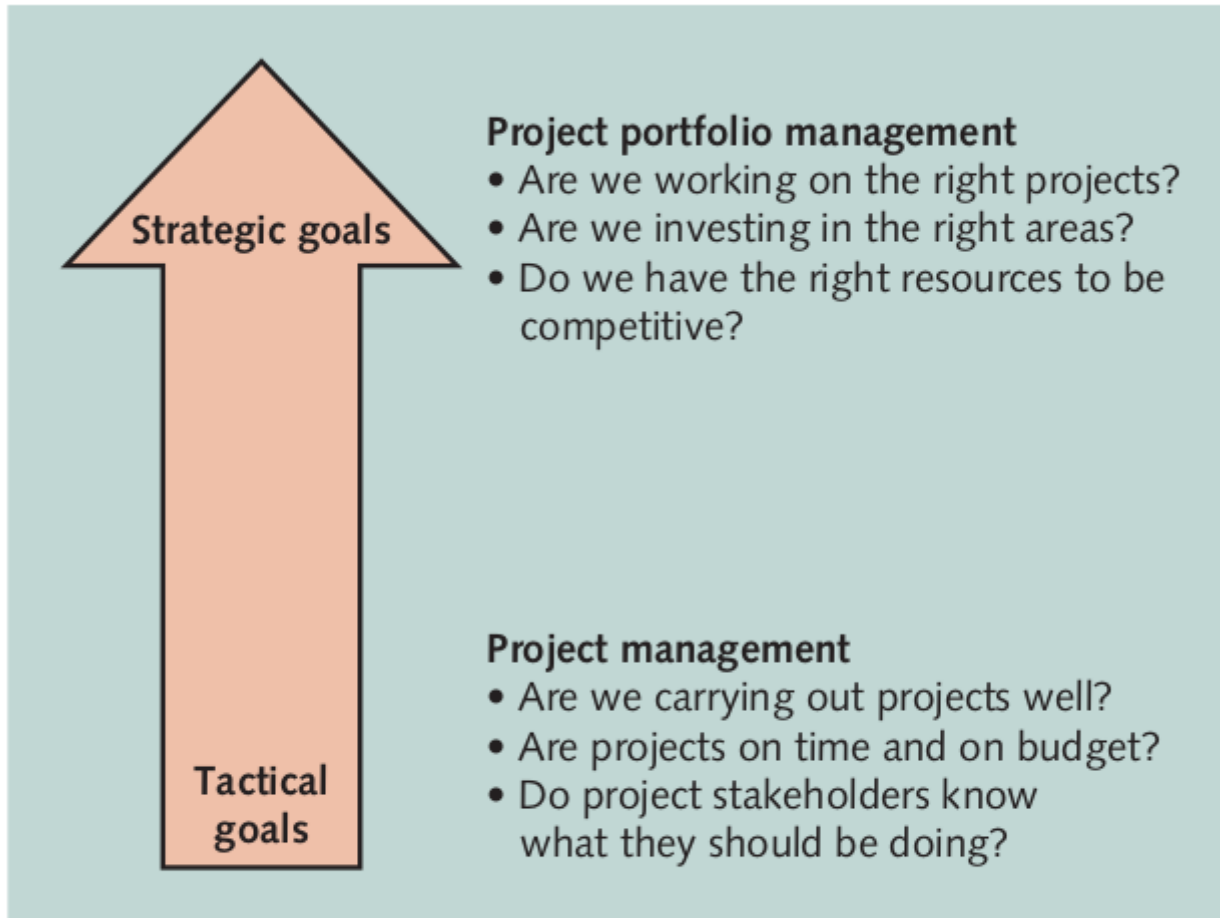 Project portfolio management
• Are we working on the right projects?
Strategic goals
• Are we investing in the right areas?
• Do we have the right resources to be
competitive?
Project management
• Are we carrying out projects well?
• Are projects on time and on budget?
Tactical
goals
• Do project stakeholders know
what they should be doing?